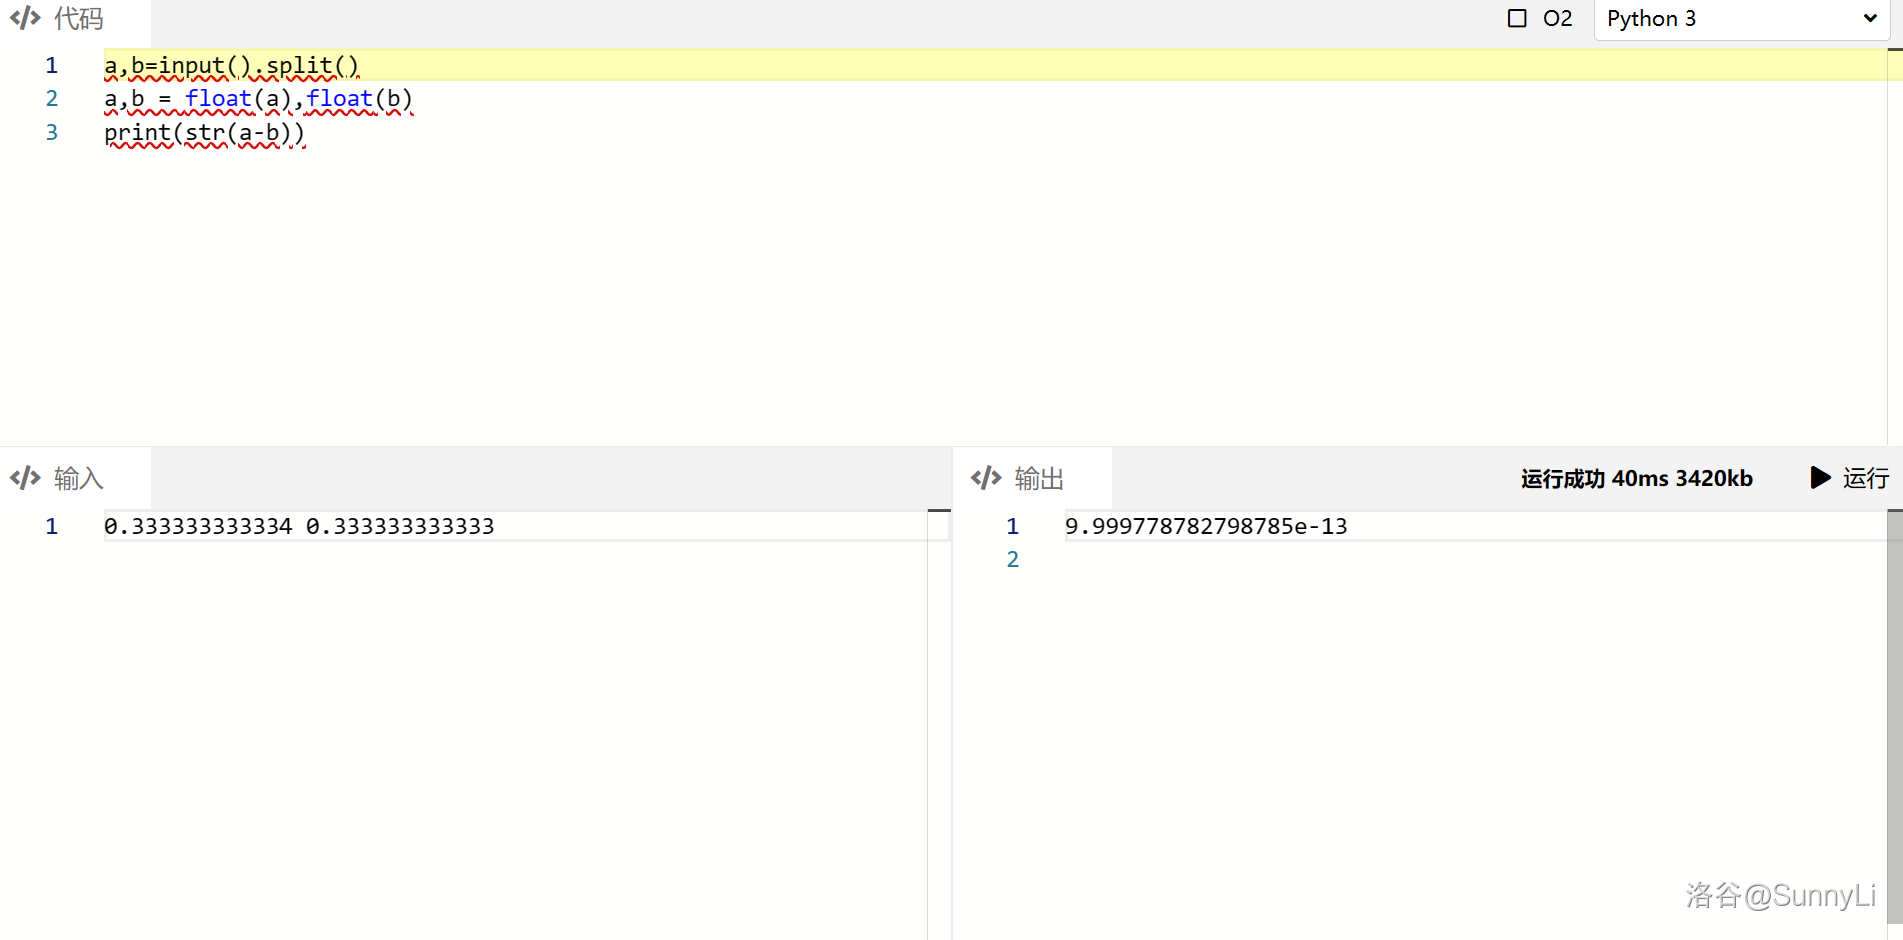 </> 代码
O2 Python 3
1 a,b=input().split()
2 a,b = float(a),float(b)
3 print(str(a-b))
</> 输入
1 0.333333333334 0.333333333333
</> 输出 运行成功 40ms 3420kb 运行
1 9.999778782798785e-13
2
洛谷@SunnyLi